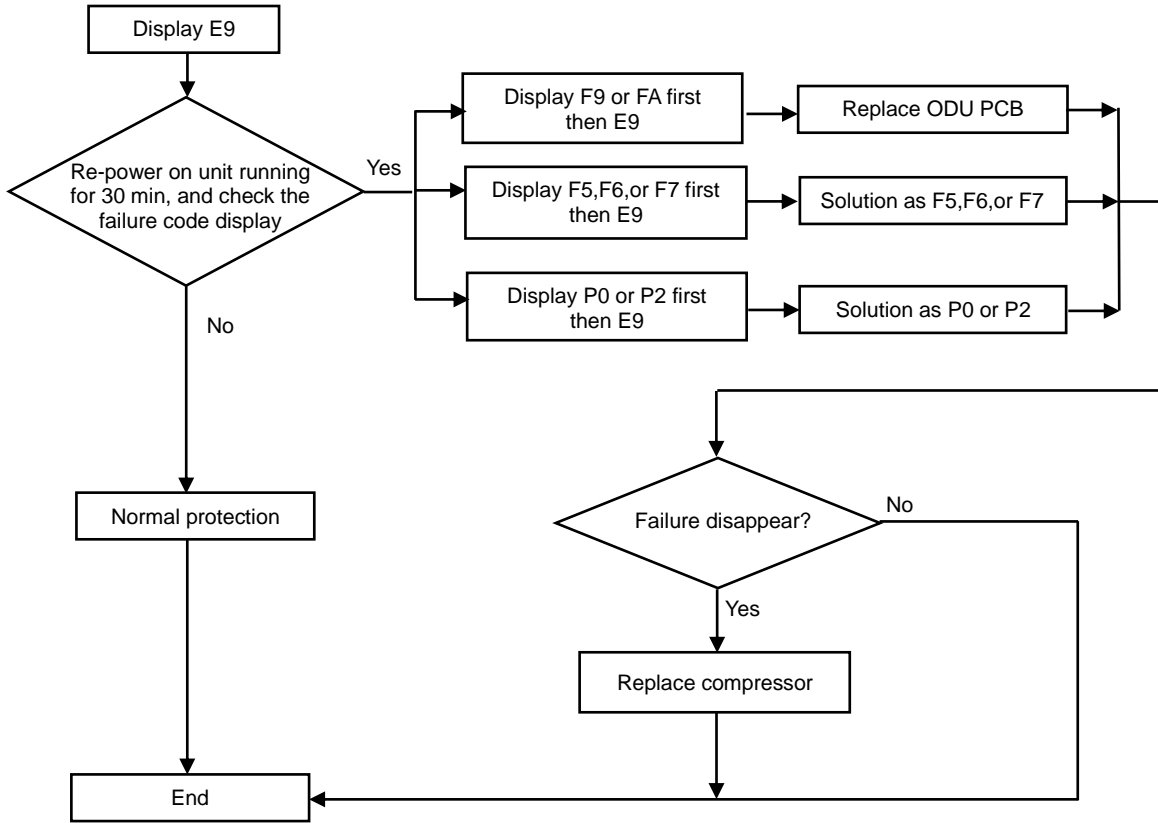 Display E9
Re-power on unit running
for 30 min, and check the
failure code display
Yes
No
Display F9 or FA first
then E9
Replace ODU PCB
Display F5,F6,or F7 first
then E9
Solution as F5,F6,or F7
Display P0 or P2 first
then E9
Solution as P0 or P2
Normal protection
Failure disappear?
No
Yes
Replace compressor
End